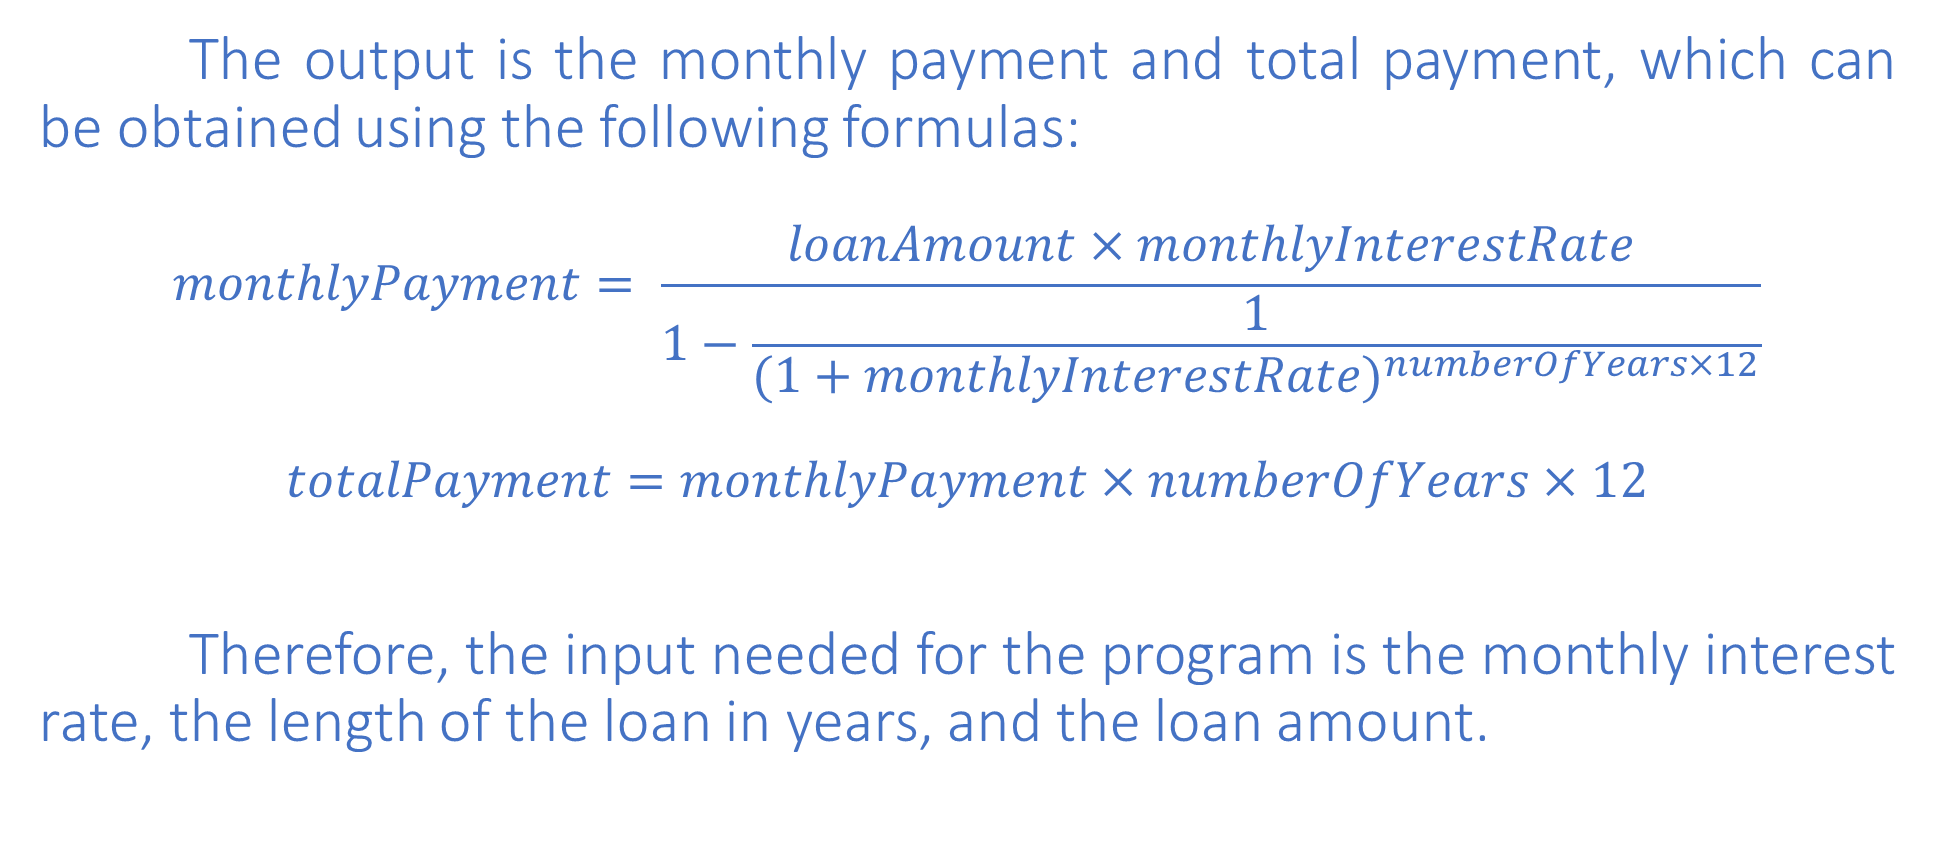 The output is the monthly payment and total payment, which can
be obtained using the following formulas:
monthlyPayment = \frac{loanAmount × monthlyInterestRate}{1 − \frac{1}{(1 + monthlyInterestRate)^{numberOfYears×12}}}
totalPayment = monthlyPayment × numberOfYears × 12
Therefore, the input needed for the program is the monthly interest
rate, the length of the loan in years, and the loan amount.